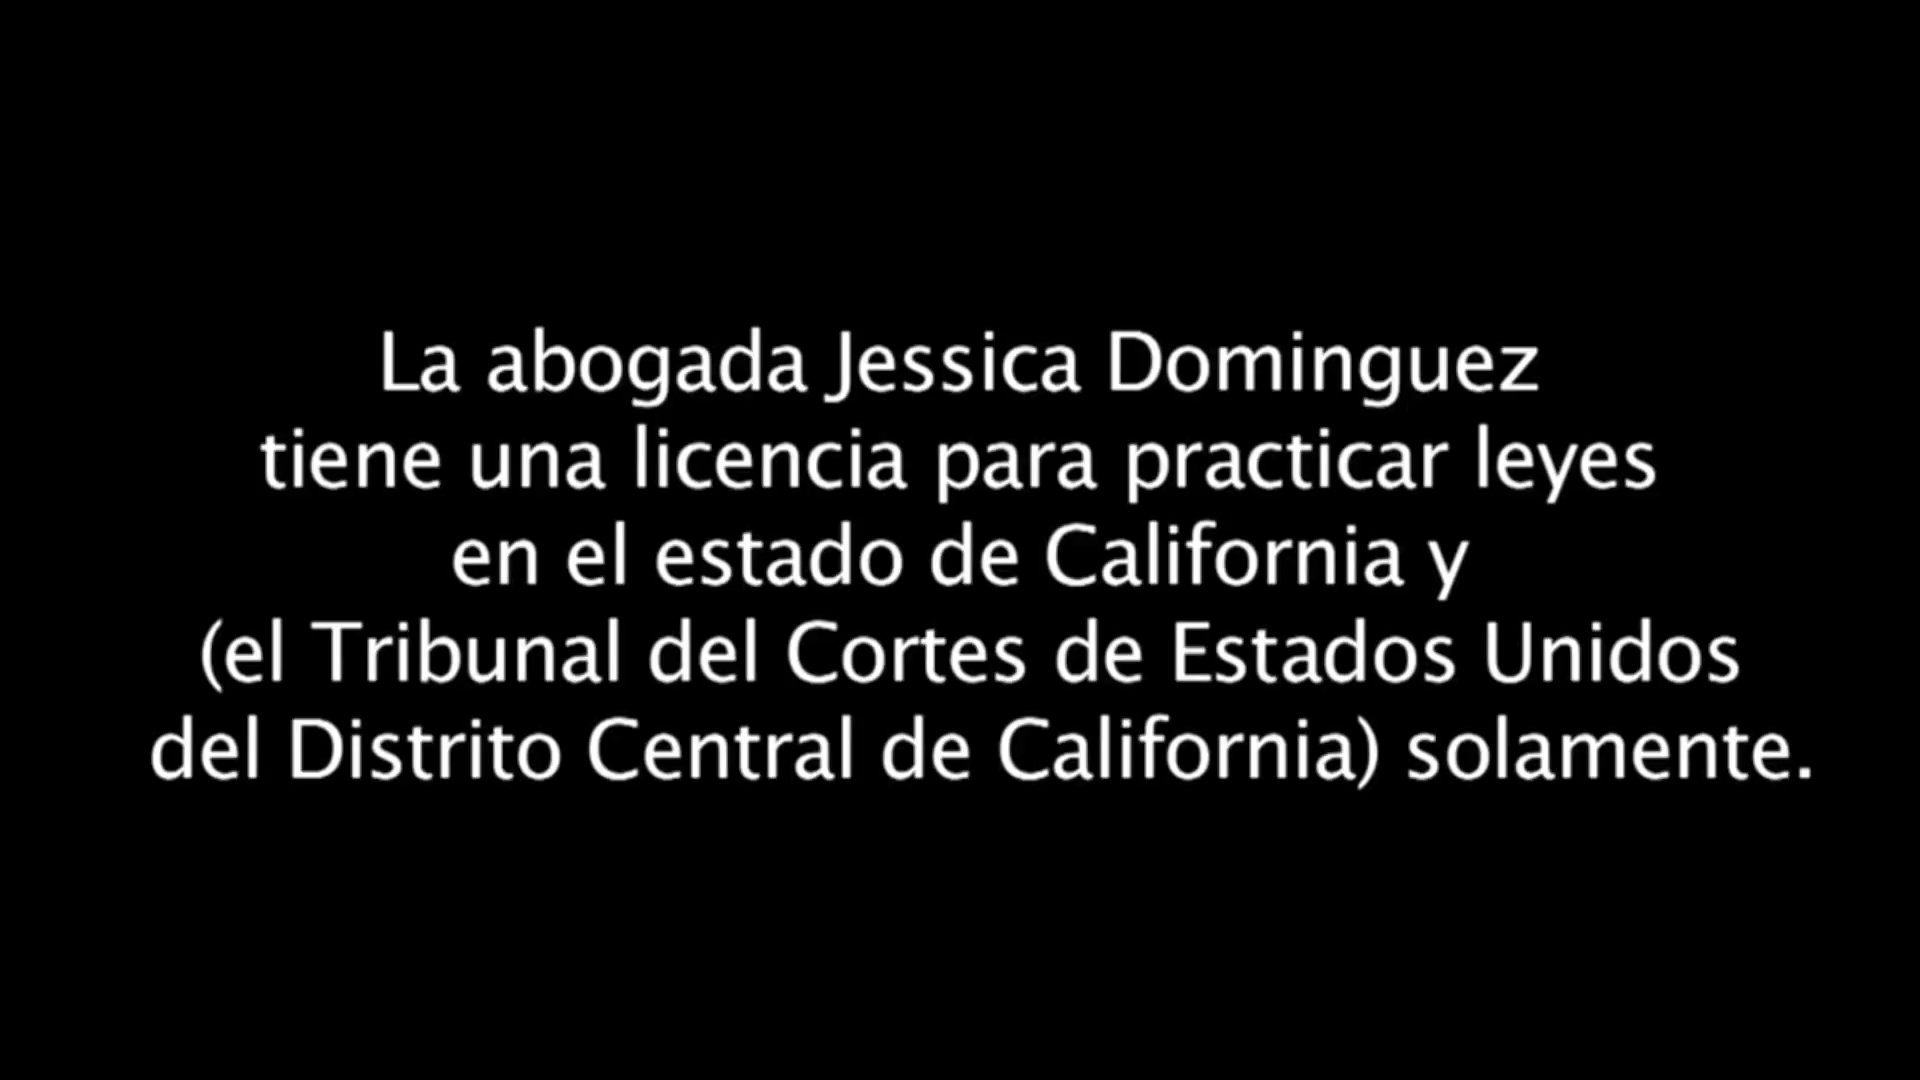 La abogada Jessica Dominguez
tiene una licencia para practicar leyes
en el estado de California y
(el Tribunal del Cortes de Estados Unidos
del Distrito Central de California) solamente.